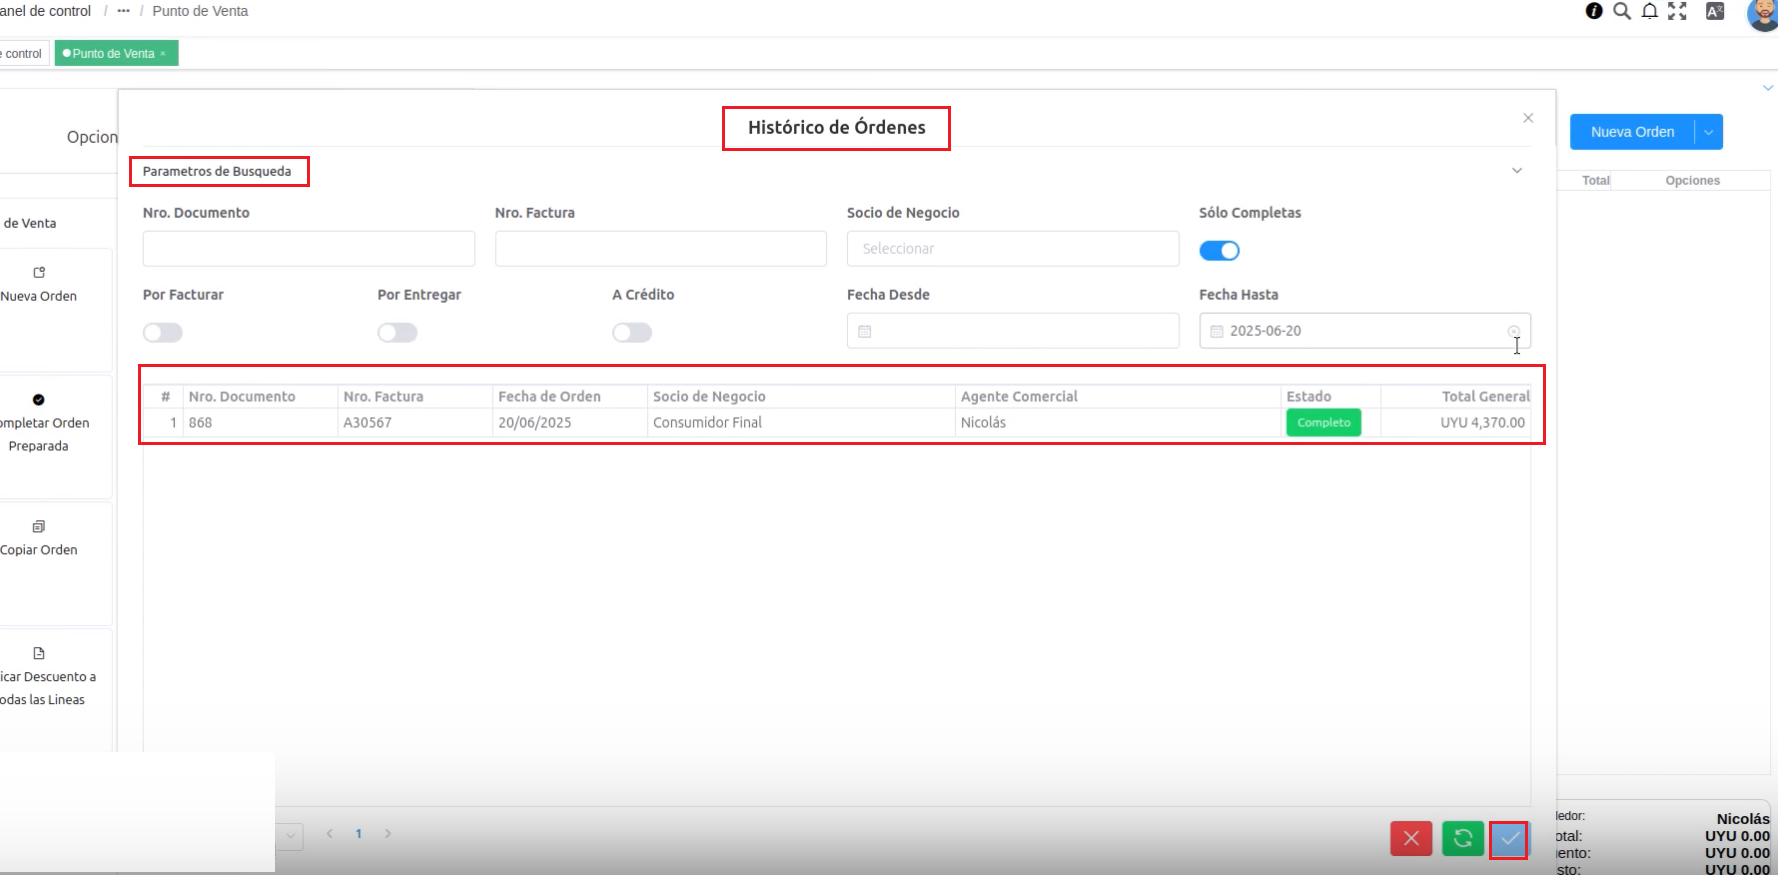 anel de control / ••• / Punto de Venta
e control
Punto de Venta ×
Opcion
Histórico de Órdenes
Nueva Orden
Parametros de Busqueda
Total
Opciones
Nro. Documento
Nro. Factura
Socio de Negocio
Sólo Completas
de Venta
Seleccionar
Nueva Orden
Por Facturar
Por Entregar
A Crédito
Fecha Desde
Fecha Hasta
2025-06-20
# Nro. Documento Nro. Factura Fecha de Orden Socio de Negocio Agente Comercial Estado Total General
1 868 A30567 20/06/2025 Consumidor Final Nicolás Completo UYU 4,370.00
ompletar Orden
Preparada
Copiar Orden
icar Descuento a
odas las Lineas
1
edor: Nicolás
otal: UYU 0.00
ento: UYU 0.00
sto: UYU 0.00